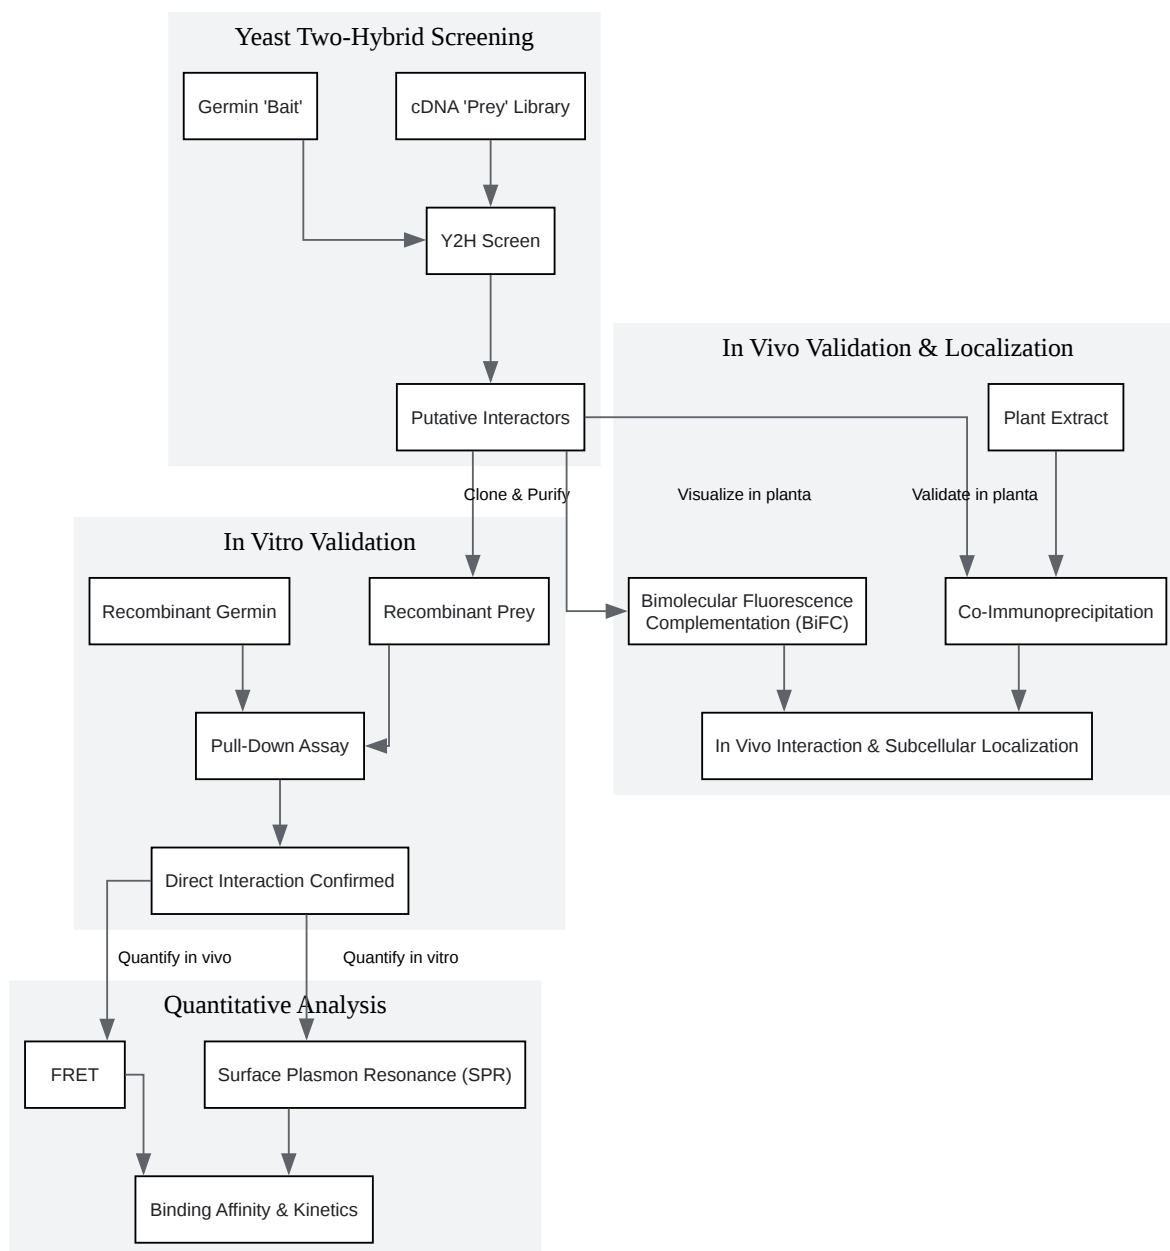 Yeast Two-Hybrid Screening
Germin 'Bait'
cDNA 'Prey' Library
Y2H Screen
Putative Interactors
In Vivo Validation & Localization
Plant Extract
Clone & Purify
Visualize in planta
Validate in planta
In Vitro Validation
Recombinant Germin
Recombinant Prey
Bimolecular Fluorescence
Complementation (BiFC)
Co-Immunoprecipitation
Pull-Down Assay
In Vivo Interaction & Subcellular Localization
Direct Interaction Confirmed
Quantify in vivo
Quantify in vitro
Quantitative Analysis
FRET
Surface Plasmon Resonance (SPR)
Binding Affinity & Kinetics